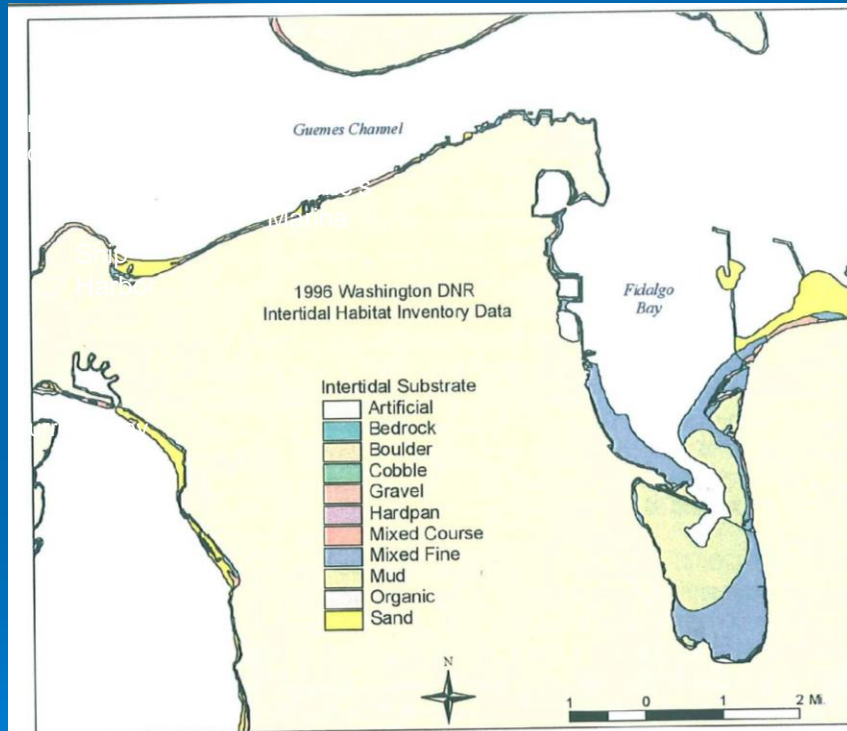 Guemes Channel
Ship
1996 Washington DNR
Intertidal Habitat Inventory Data
Fidalgo
Bay
Intertidal Substrate
Artificial
Bedrock
Boulder
Cobble
Gravel
Hardpan
Mixed Course
Mixed Fine
Mud
Organic
Sand
N
1 0 1 2 Mi.